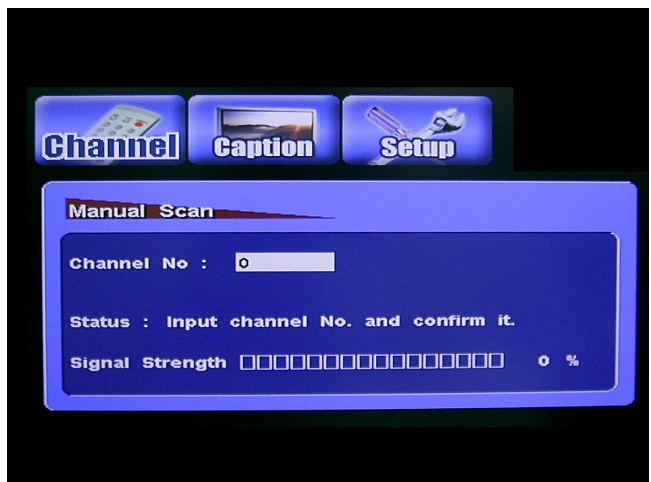 Channel Caption Setup
Manual Scan
Channel No : 0
Status : Input channel No. and confirm it.
Signal Strength 0 %